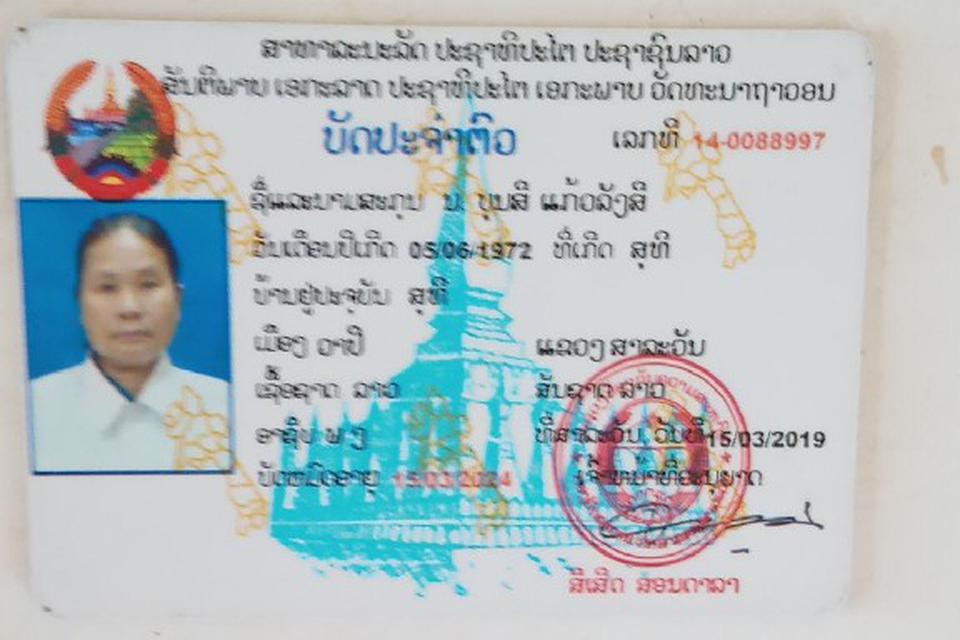 ສາທາລະນະລັດ ປະຊາທິປະໄຕ ປະຊາຊົນລາວ
ສັນຕິພາບ ເອກະລາດ ປະຊາທິປະໄຕ ເອກະພາບ ວັດທະນາຖາວອນ
ບັດປະຈຳຕົວ ເລກທີ 14-0088997
ຊື່ແລະນາມສະກຸນ ນ. ບຸນສີ ແກ້ວລັງສີ
ວັນເດືອນປີເກີດ 05/06/1972 ທີ່ເກີດ ສຸທີ
ບ້ານຢູ່ປະຈຸບັນ ສຸທີ
ເມືອງ ວາປີ ແຂວງ ສາລະວັນ
ເຊື້ອຊາດ ລາວ ສັນຊາດ ລາວ
ອາຊີບ ພ ງ ທີ່ສາລະວັນ, ວັນທີ 15/03/2019
ບັດໝົດອາຍຸ 15/03/2024 ເຈົ້າໜ້າທີ່ອະນຸຍາດ
ສີເສີດ ສອນດາລາ